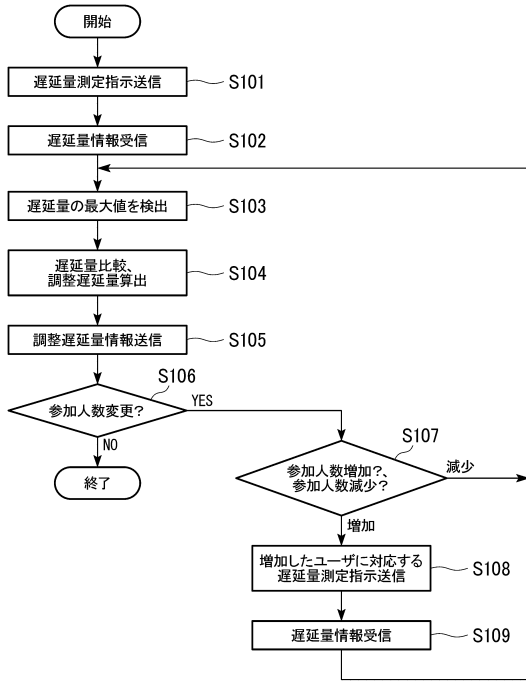 開始
遅延量測定指示送信
S101
遅延量情報受信
S102
遅延量の最大値を検出
S103
遅延量比較、
調整遅延量算出
S104
調整遅延量情報送信
S105
S106
参加人数変更?
YES
NO
終了
S107
参加人数増加?、
参加人数減少?
減少
増加
増加したユーザに対応する
遅延量測定指示送信
S108
遅延量情報受信
S109